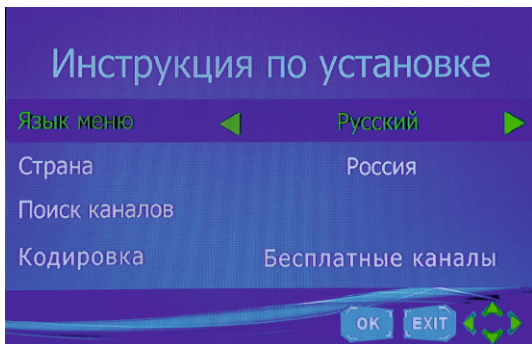 Инструкция по установке
Язык меню Русский
Страна Россия
Поиск каналов
Кодировка Бесплатные каналы
OK EXIT